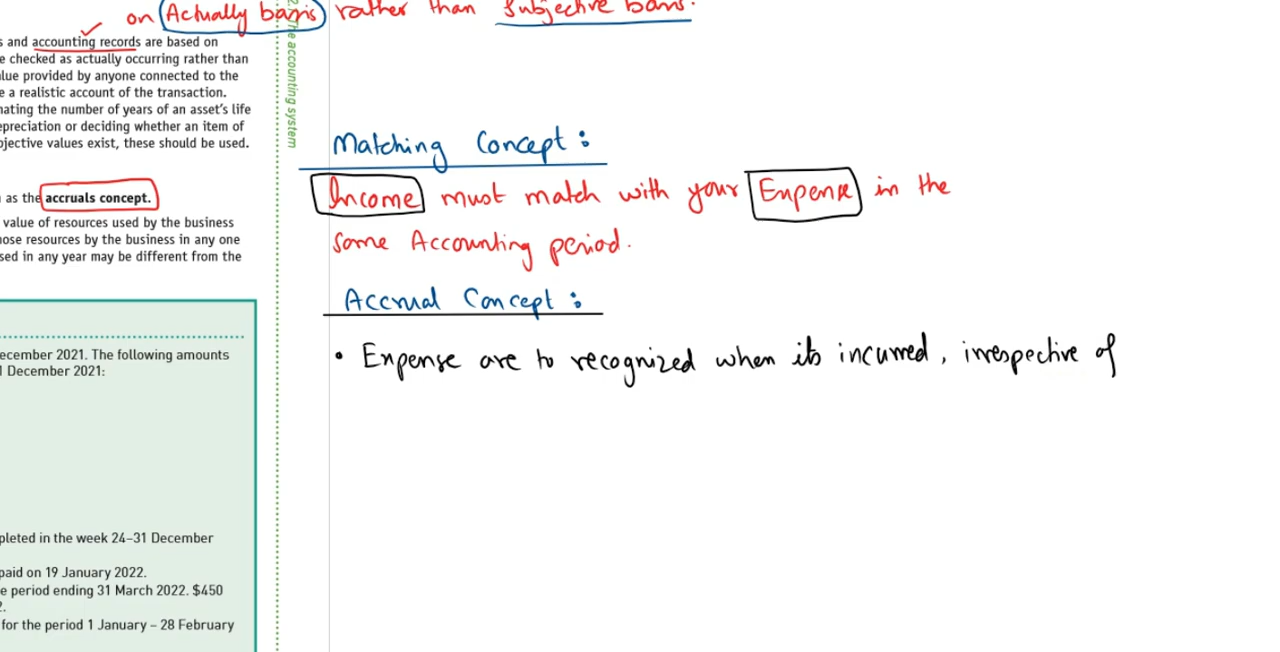 on Actually basis rather than Subjective basis.
s and accounting records are based on
e checked as actually occurring rather than
lue provided by anyone connected to the
e a realistic account of the transaction.
nating the number of years of an asset's life
epreciation or deciding whether an item of
ojective values exist, these should be used.
2. The accounting system
as the accruals concept.
value of resources used by the business
nose resources by the business in any one
sed in any year may be different from the
ecember 2021. The following amounts
1 December 2021:
pleted in the week 24–31 December
paid on 19 January 2022.
e period ending 31 March 2022. $450
2.
for the period 1 January – 28 February
Matching Concept :
Income must match with your Expense in the
same Accounting period.
Accrual Concept :
• Expense are to recognized when its incurred, irrespective of